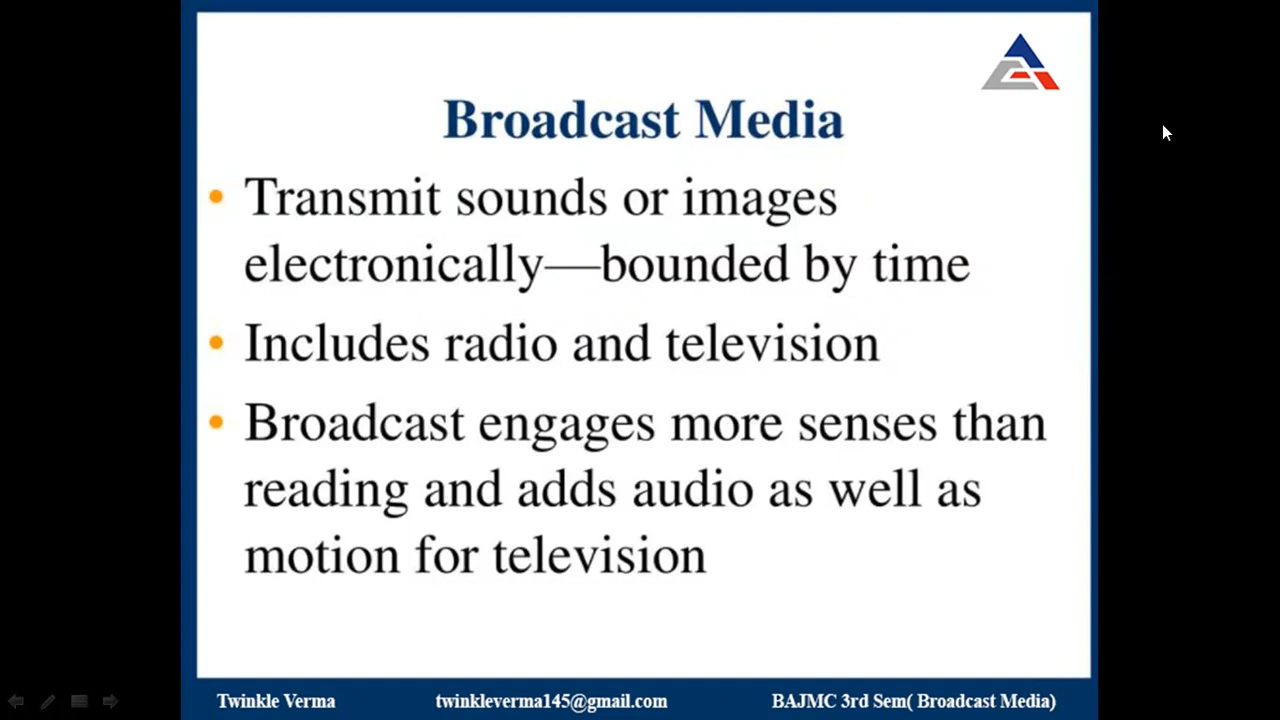 Broadcast Media
• Transmit sounds or images
electronically—bounded by time
• Includes radio and television
• Broadcast engages more senses than
reading and adds audio as well as
motion for television
Twinkle Verma twinkleverma145@gmail.com BAJMC 3rd Sem( Broadcast Media)